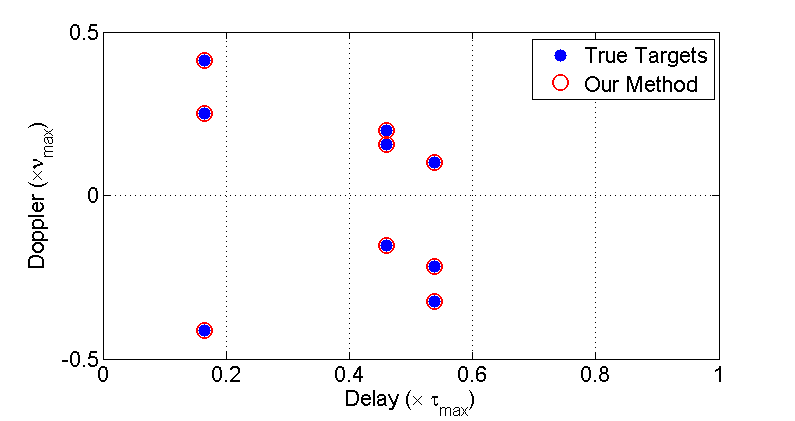 0.5
True Targets
Our Method
Doppler (×ν_max)
0
-0.5
0 0.2 0.4 0.6 0.8 1
Delay (× τ_max)